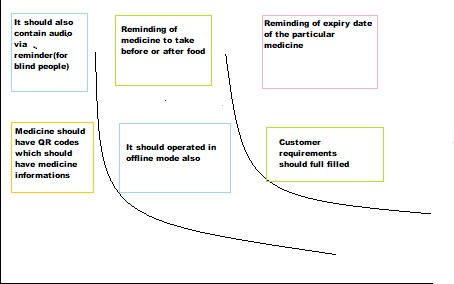 It should also
contain audio
via
reminder(for
blind people)
Reminding of
medicine to take
before or after food
Reminding of expiry date
of the particular
medicine
Medicine should
have QR codes
which should
have medicine
informations
It should operated in
offline mode also
Customer
requirements
should full filled